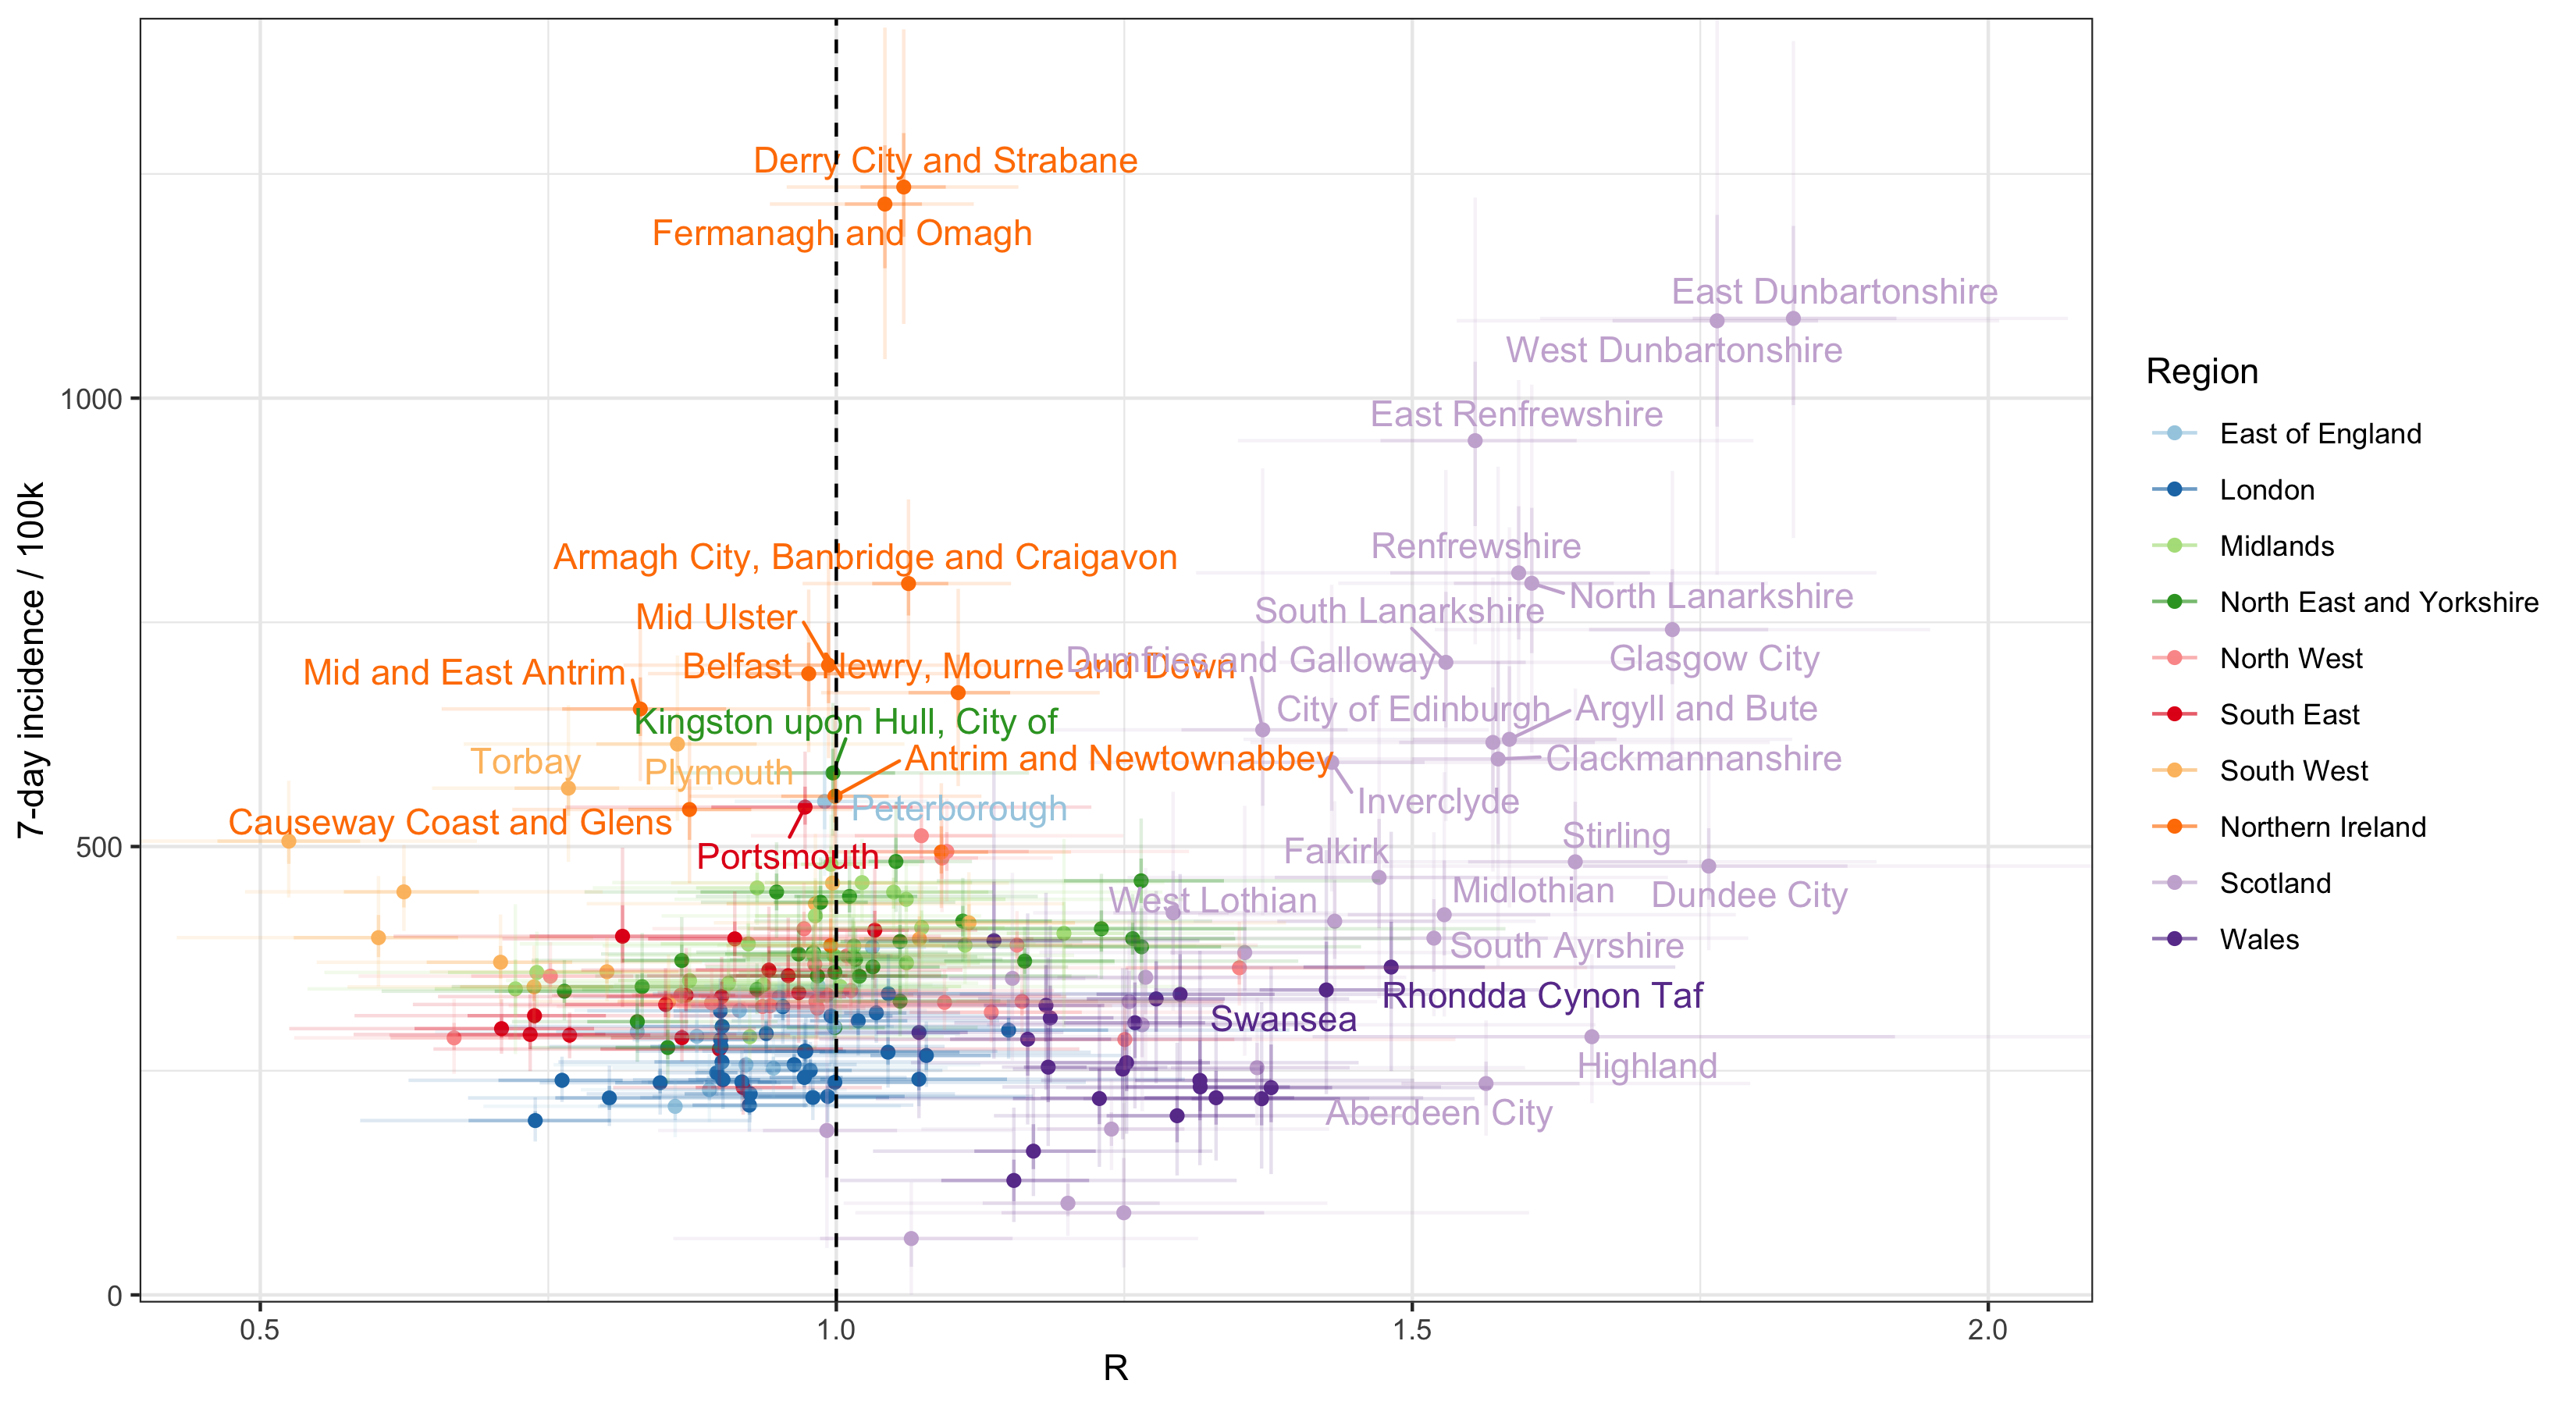 Derry City and Strabane
Fermanagh and Omagh
East Dunbartonshire
West Dunbartonshire
1000
East Renfrewshire
Armagh City, Banbridge and Craigavon
Renfrewshire
North Lanarkshire
Mid Ulster
South Lanarkshire
Mid and East Antrim
Belfast
Newry, Mourne and Down
Dumfries and Galloway
Glasgow City
Kingston upon Hull, City of
City of Edinburgh
Argyll and Bute
Torbay
Plymouth
Antrim and Newtownabbey
Clackmannanshire
Causeway Coast and Glens
Peterborough
Inverclyde
500
Portsmouth
Falkirk
Stirling
West Lothian
Midlothian
Dundee City
South Ayrshire
Rhondda Cynon Taf
Swansea
Highland
Aberdeen City
0
0.5
1.0
1.5
2.0
R
7-day incidence / 100k
Region
East of England
London
Midlands
North East and Yorkshire
North West
South East
South West
Northern Ireland
Scotland
Wales